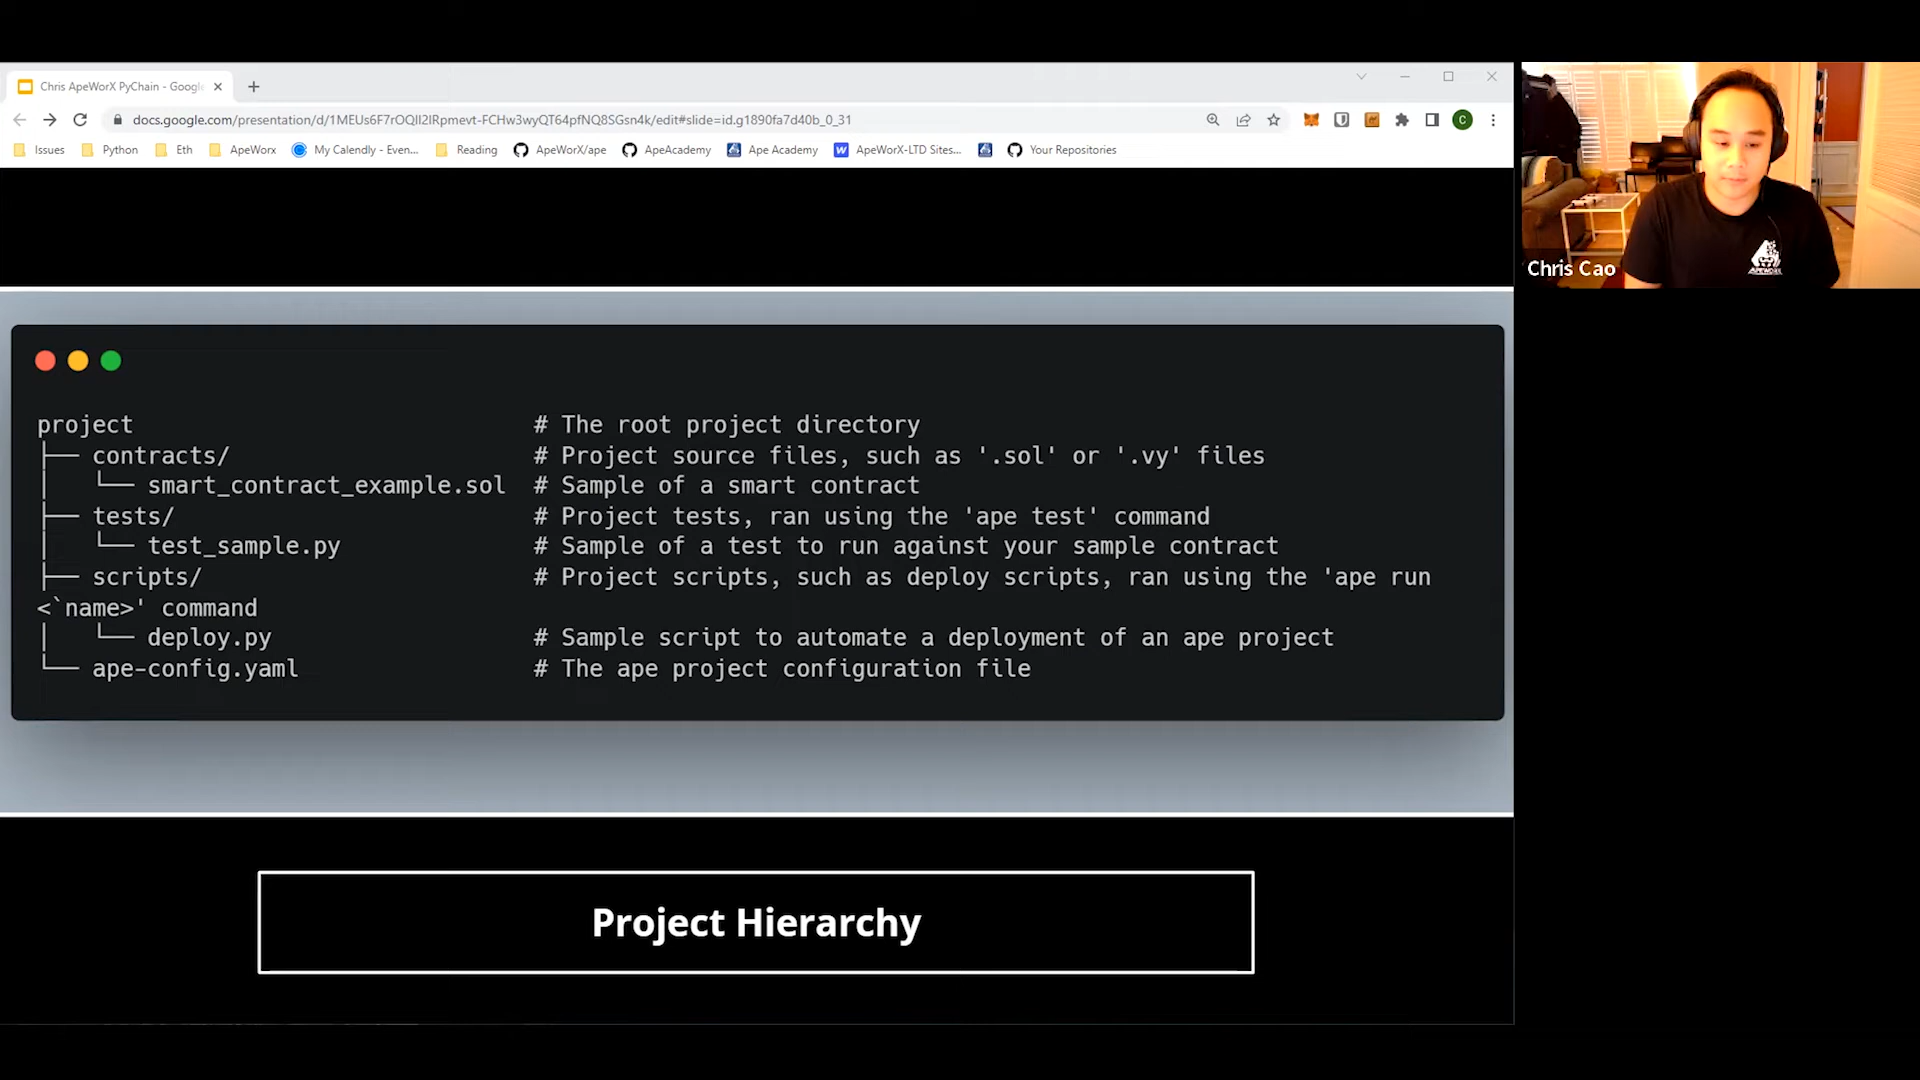 Chris ApeWorX PyChain - Google
docs.google.com/presentation/d/1MEUs6F7rOQII2IRpmevt-FCHw3wyQT64pfNQ8SGsn4k/edit#slide=id.g1890fa7d40b_0_31
C
Issues Python Eth ApeWorx My Calendly - Even... Reading ApeWorX/ape ApeAcademy Ape Academy ApeWorX-LTD Sites... Your Repositories
project # The root project directory
├── contracts/ # Project source files, such as '.sol' or '.vy' files
│ └── smart_contract_example.sol # Sample of a smart contract
├── tests/ # Project tests, ran using the 'ape test' command
│ └── test_sample.py # Sample of a test to run against your sample contract
├── scripts/ # Project scripts, such as deploy scripts, ran using the 'ape run
<`name>' command
│ └── deploy.py # Sample script to automate a deployment of an ape project
└── ape-config.yaml # The ape project configuration file
Project Hierarchy
APEWORX
Chris Cao